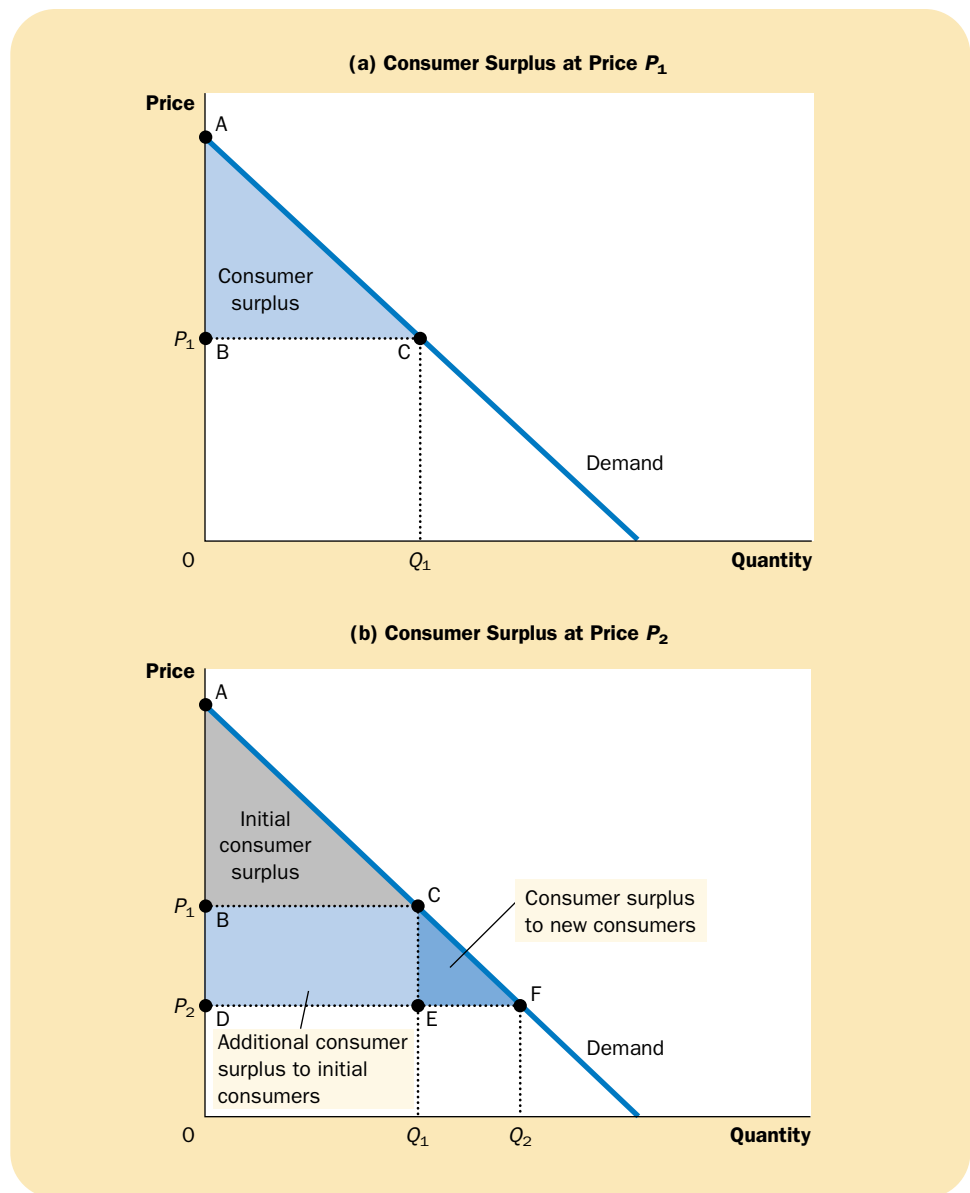 (a) Consumer Surplus at Price P₁
Price
A
Consumer
surplus
P₁
B
C
Demand
0
Q₁
Quantity
(b) Consumer Surplus at Price P₂
Price
A
Initial
consumer
surplus
C
Consumer surplus
to new consumers
P₁
B
F
P₂
D
E
Additional consumer
surplus to initial
consumers
Demand
0
Q₁
Q₂
Quantity